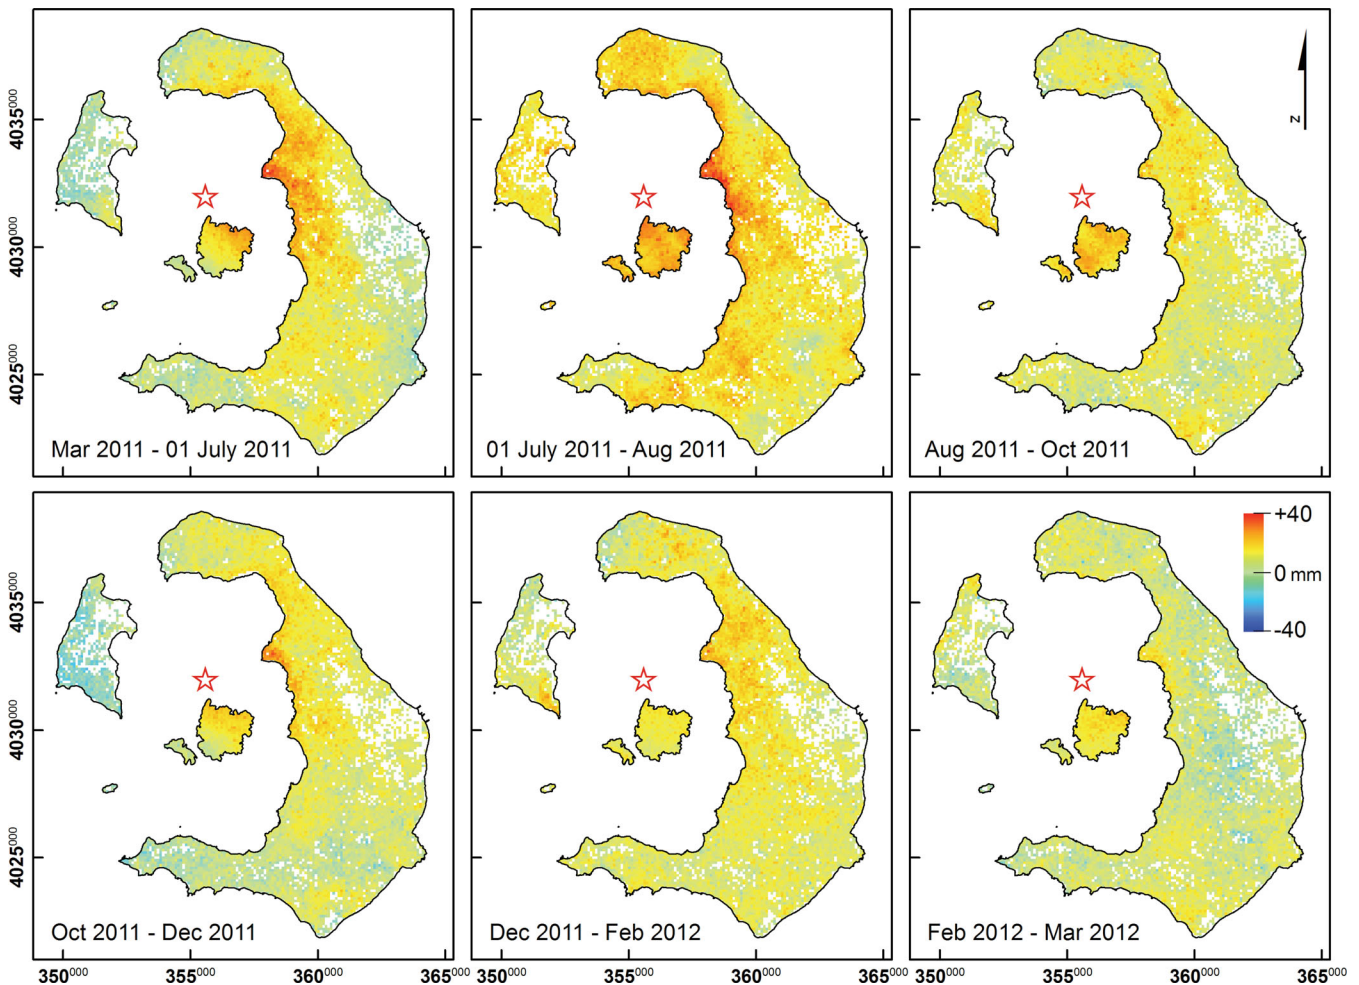 4035000
4030000
4025000
Mar 2011 - 01 July 2011
01 July 2011 - Aug 2011
Aug 2011 - Oct 2011
N
4035000
4030000
4025000
+40
0 mm
-40
Oct 2011 - Dec 2011
Dec 2011 - Feb 2012
Feb 2012 - Mar 2012
350000 355000 360000 365000 350000 355000 360000 365000 350000 355000 360000 365000